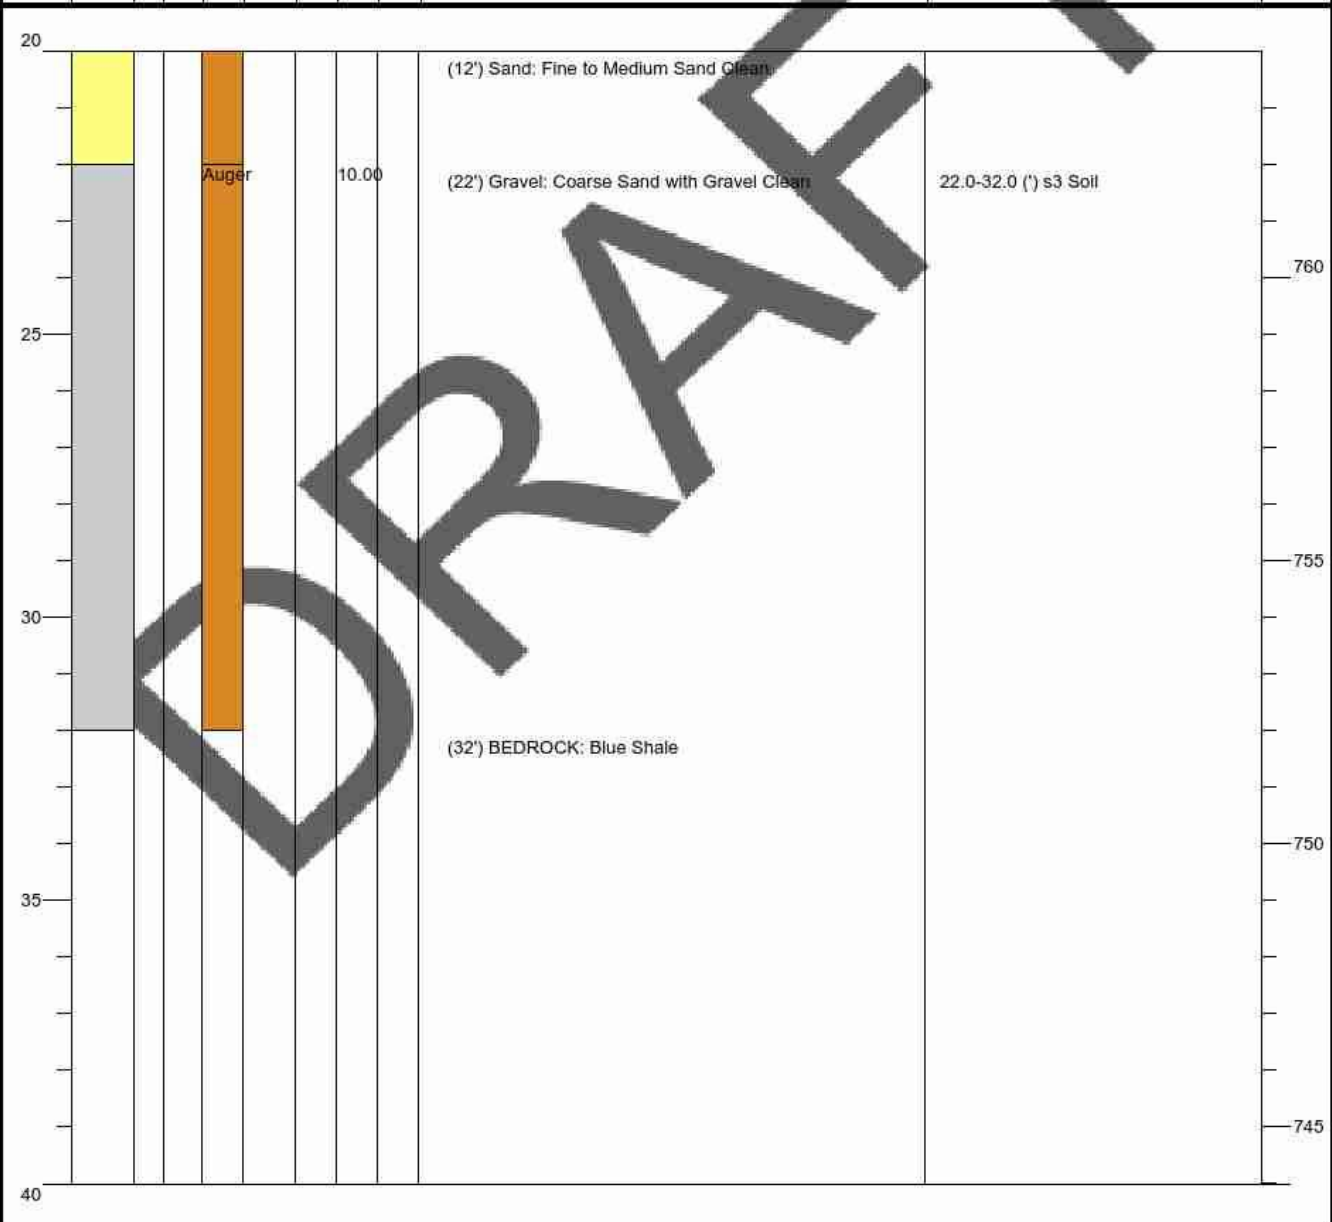 20
(12') Sand: Fine to Medium Sand Clean
Auger 10.00 (22') Gravel: Coarse Sand with Gravel Clean 22.0-32.0 (') s3 Soil
760
25
755
30
(32') BEDROCK: Blue Shale
750
35
745
40
DRAFT